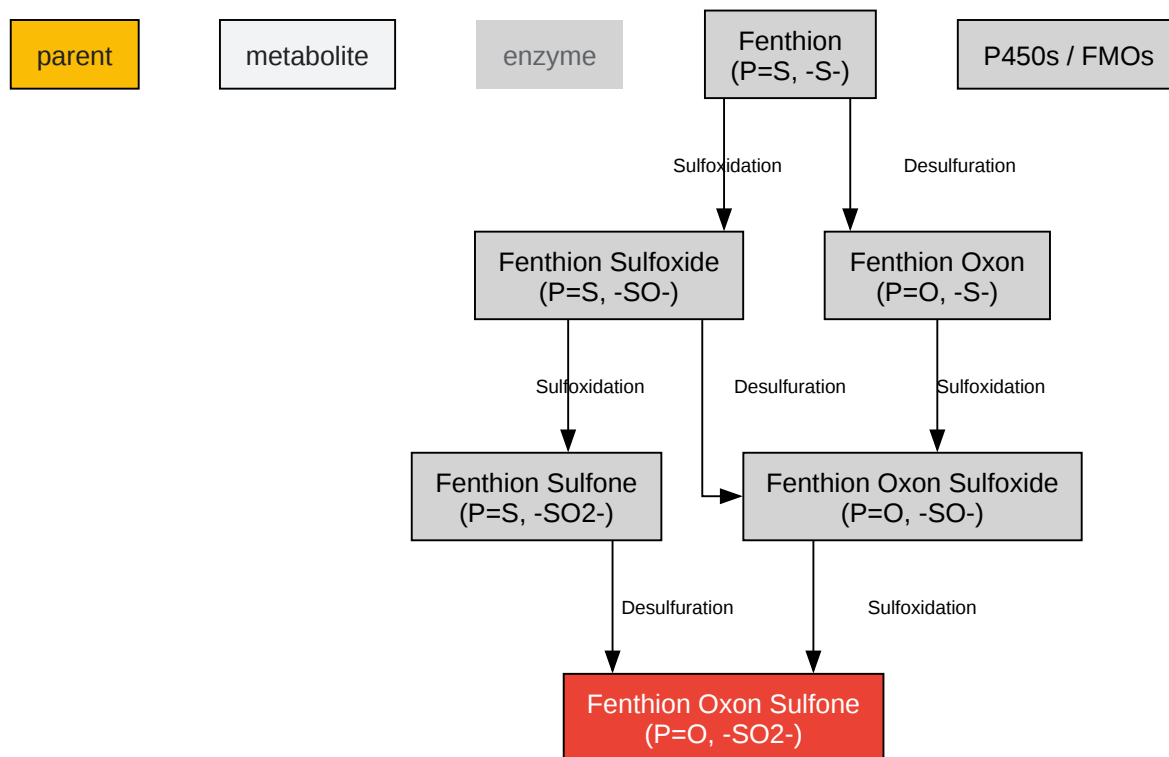 parent
metabolite
enzyme
Fenthion
(P=S, -S-)
P450s / FMOs
Sulfoxidation
Desulfuration
Fenthion Sulfoxide
(P=S, -SO-)
Fenthion Oxon
(P=O, -S-)
Sulfoxidation
Desulfuration
Sulfoxidation
Fenthion Sulfone
(P=S, -SO2-)
Fenthion Oxon Sulfoxide
(P=O, -SO-)
Desulfuration
Sulfoxidation
Fenthion Oxon Sulfone
(P=O, -SO2-)